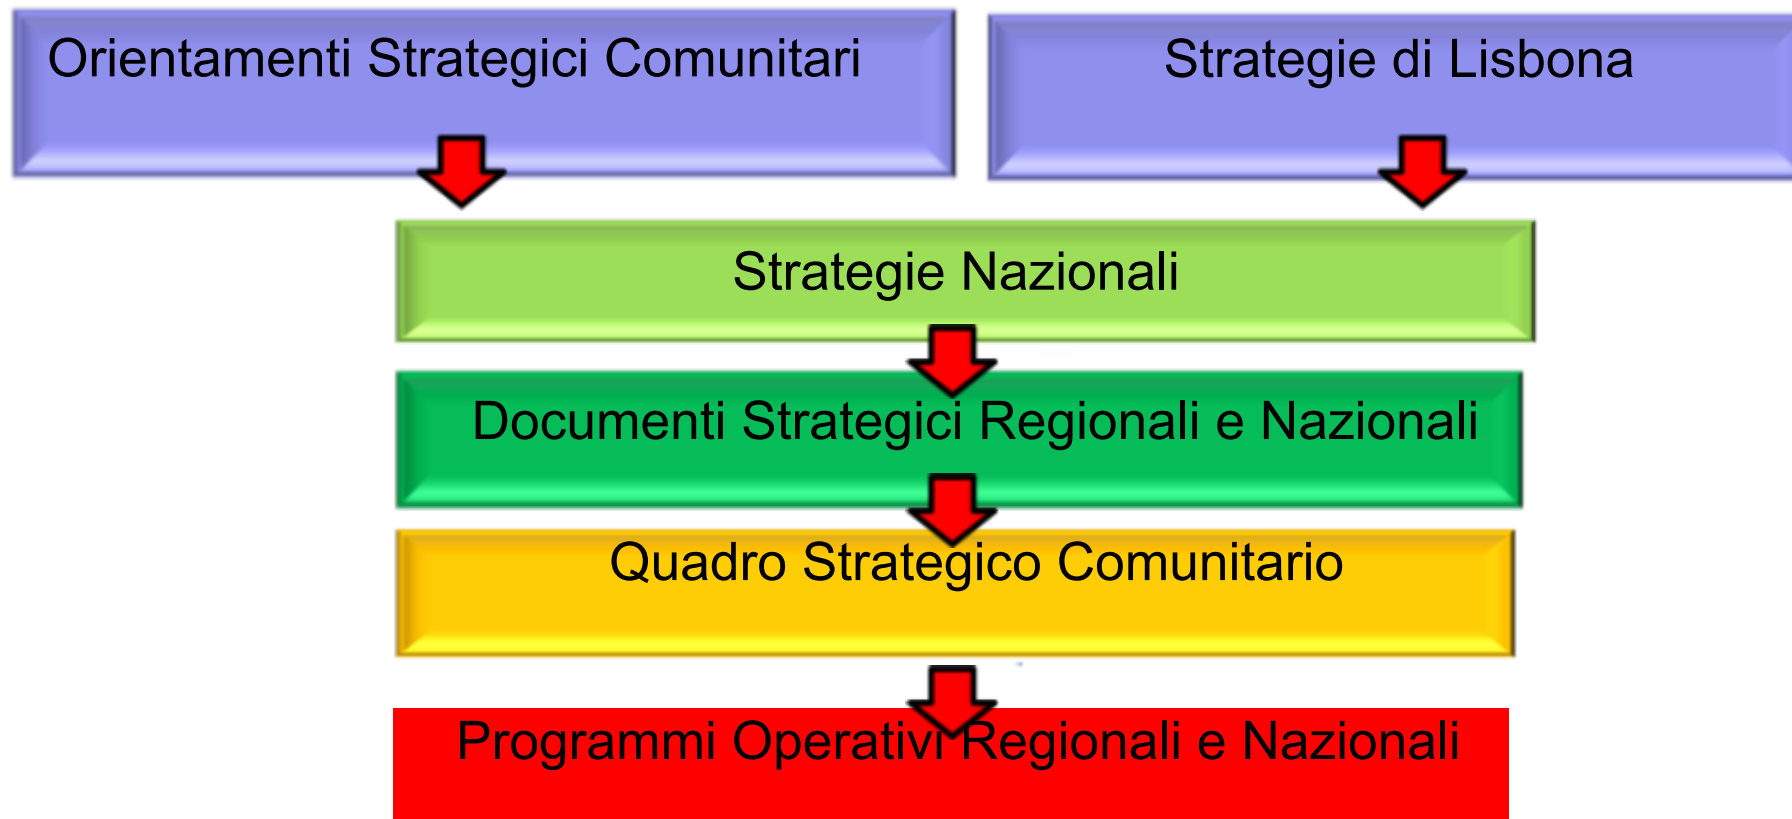 Orientamenti Strategici Comunitari
Strategie di Lisbona
Strategie Nazionali
Documenti Strategici Regionali e Nazionali
Quadro Strategico Comunitario
Programmi Operativi Regionali e Nazionali